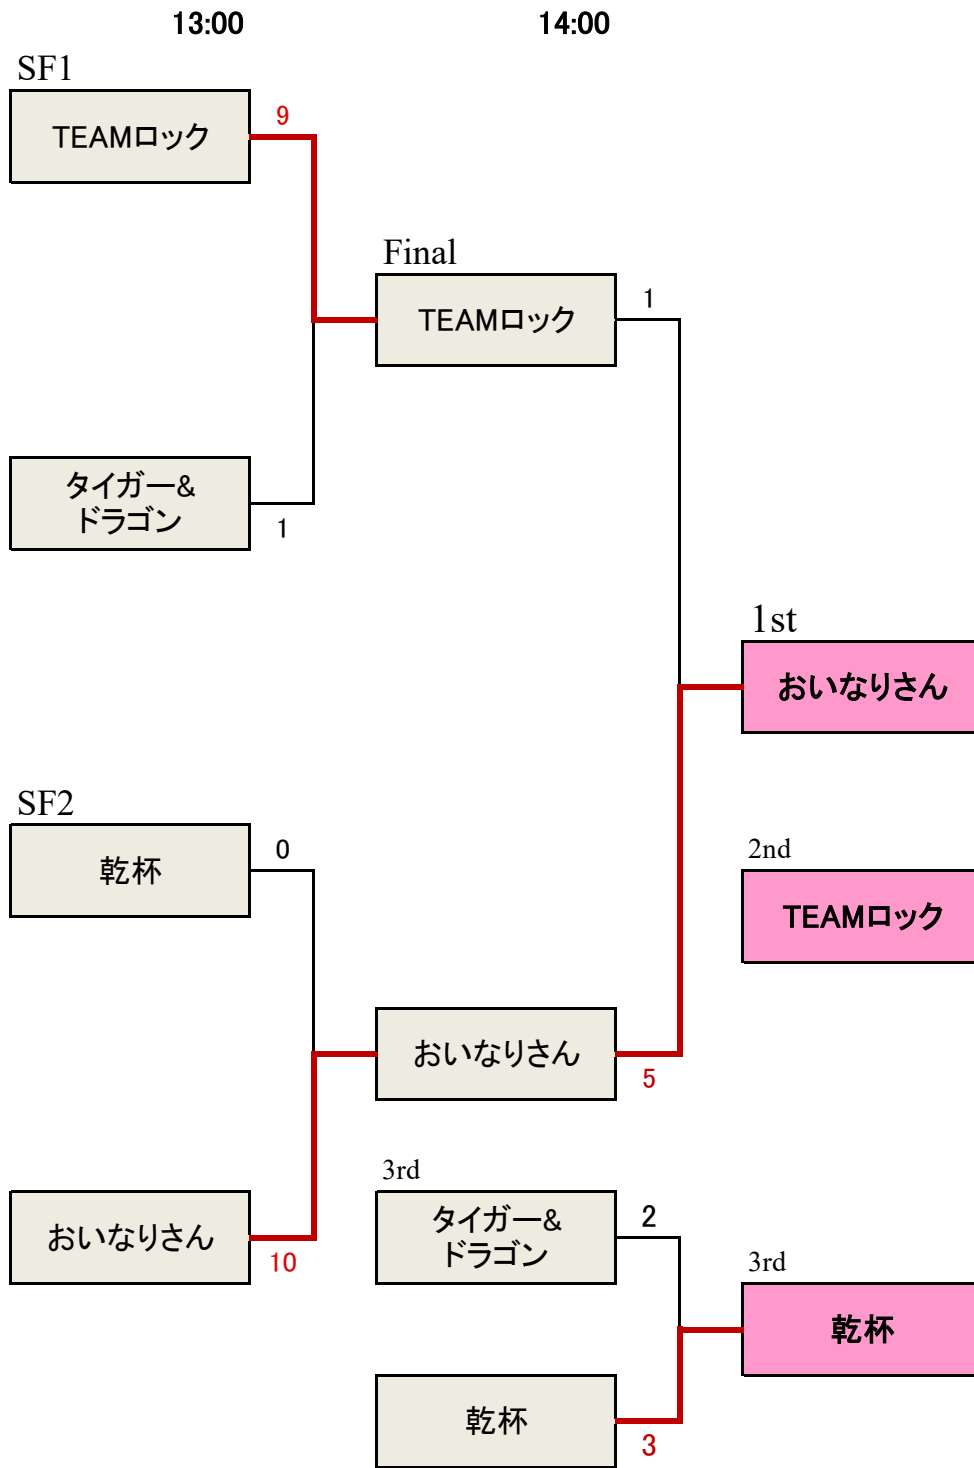 13:00
14:00
SF1
TEAMロック
9
Final
TEAMロック
1
タイガー&
ドラゴン
1
1st
おいなりさん
SF2
乾杯
0
2nd
TEAMロック
おいなりさん
5
3rd
おいなりさん
10
タイガー&
ドラゴン
2
3rd
乾杯
乾杯
3